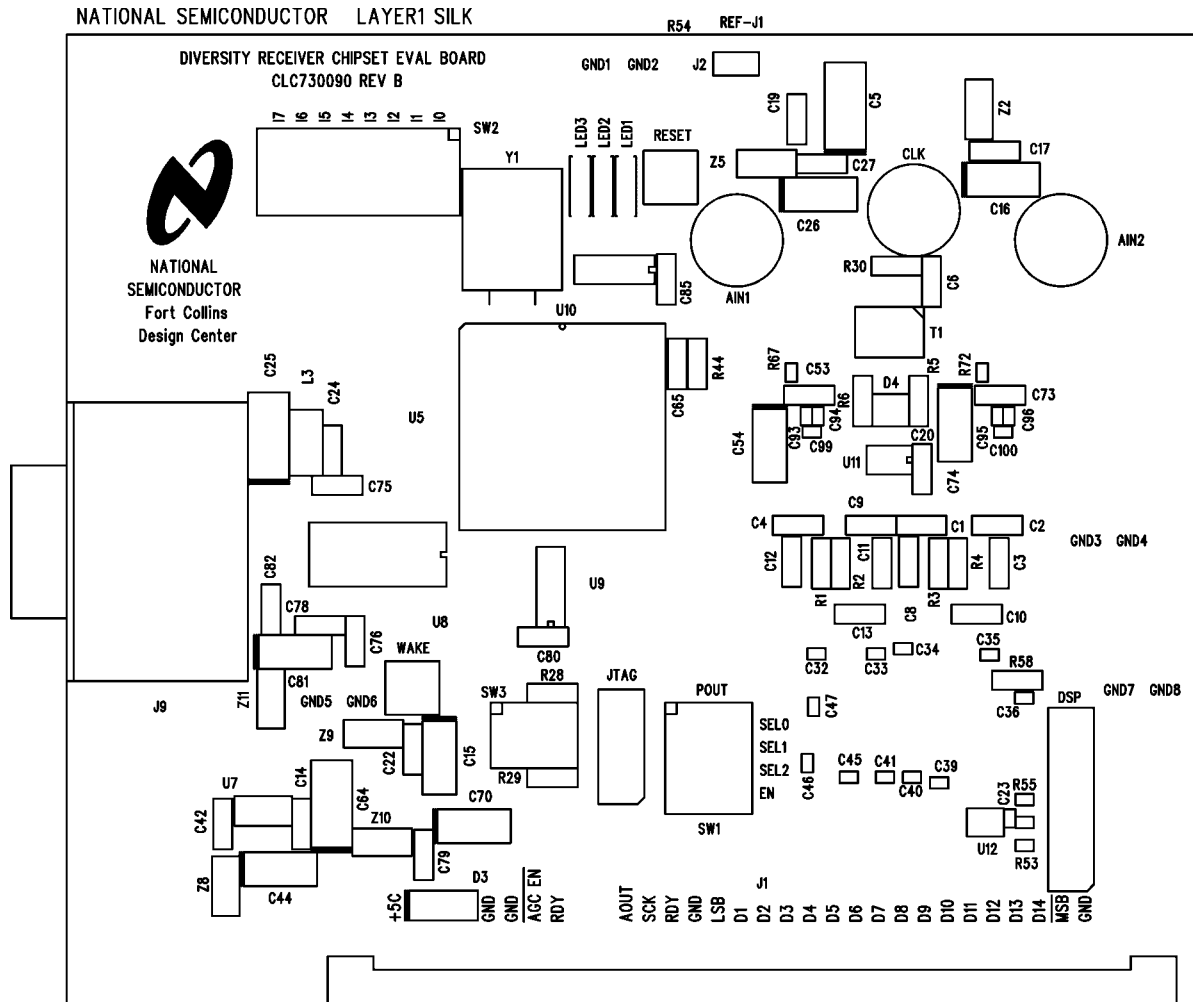 NATIONAL SEMICONDUCTOR LAYER1 SILK
R54
REF-J1
DIVERSITY RECEIVER CHIPSET EVAL BOARD
CLC730090 REV B
GND1 GND2
J2
C19
C5
Z2
I7 I6 I5 I4 I3 I2 I1 I0
SW2
LED3 LED2 LED1
RESET
Y1
Z5
C27
CLK
C17
C26
C16
AIN2
NATIONAL
SEMICONDUCTOR
Fort Collins
Design Center
R30
C6
C85
AIN1
U10
T1
C25
L3
C24
R44
C65
R67
C53
R5
D4
R6
R72
C73
U5
C54
C93
C94
C99
C20
C74
C95
C96
C100
U11
C75
C4
C9
C1
C2
GND3 GND4
C12
C11
R4
C3
C82
R2
U9
R1
C8
R3
C78
C13
C10
U8
C76
C80
WAKE
C32
C33
C34
C35
R58
C81
R28
JTAG
POUT
Z11
GND5 GND6
SW3
C47
C36
DSP
GND7 GND8
J9
SEL0
SEL1
SEL2
EN
Z9
C22
C15
R29
C46
C45
C41
C40
C39
U7
C14
C64
C70
SW1
C23
R55
C42
Z10
C79
U12
R53
Z8
C44
D3
J1
+5C
GND
GND
AGC EN
RDY
AOUT
SCK
RDY
GND
LSB
D1
D2
D3
D4
D5
D6
D7
D8
D9
D10
D11
D12
D13
D14
MSB
GND